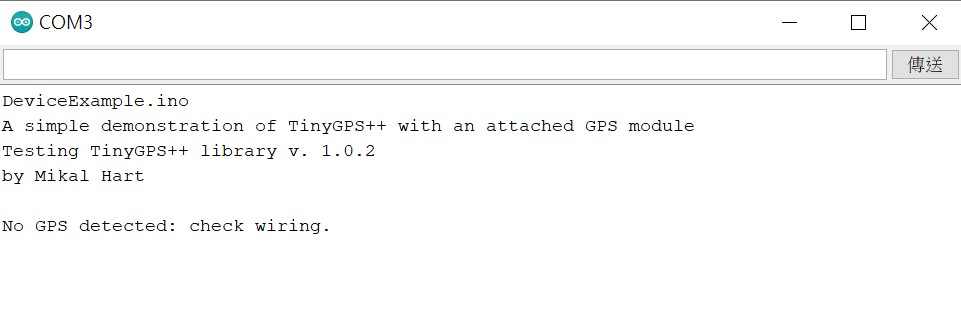 COM3
傳送
DeviceExample.ino
A simple demonstration of TinyGPS++ with an attached GPS module
Testing TinyGPS++ library v. 1.0.2
by Mikal Hart
No GPS detected: check wiring.